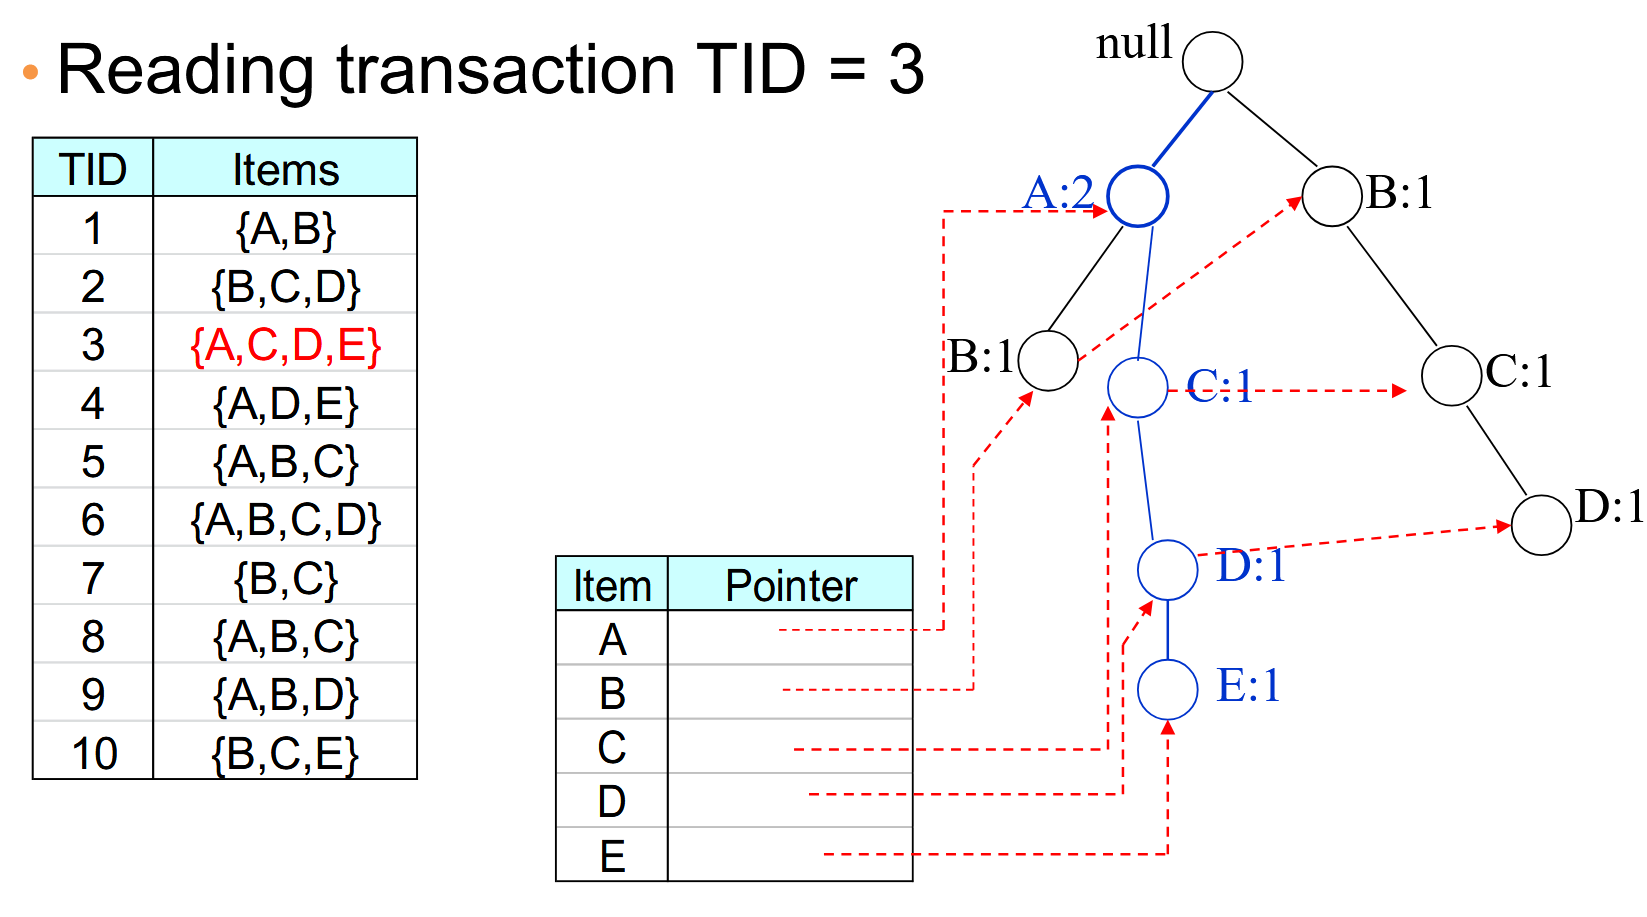 • Reading transaction TID = 3
TID Items
1 {A,B}
2 {B,C,D}
3 {A,C,D,E}
4 {A,D,E}
5 {A,B,C}
6 {A,B,C,D}
7 {B,C}
8 {A,B,C}
9 {A,B,D}
10 {B,C,E}
Item Pointer
A
B
C
D
E
null
A:2
B:1
B:1
C:1
C:1
D:1
D:1
E:1